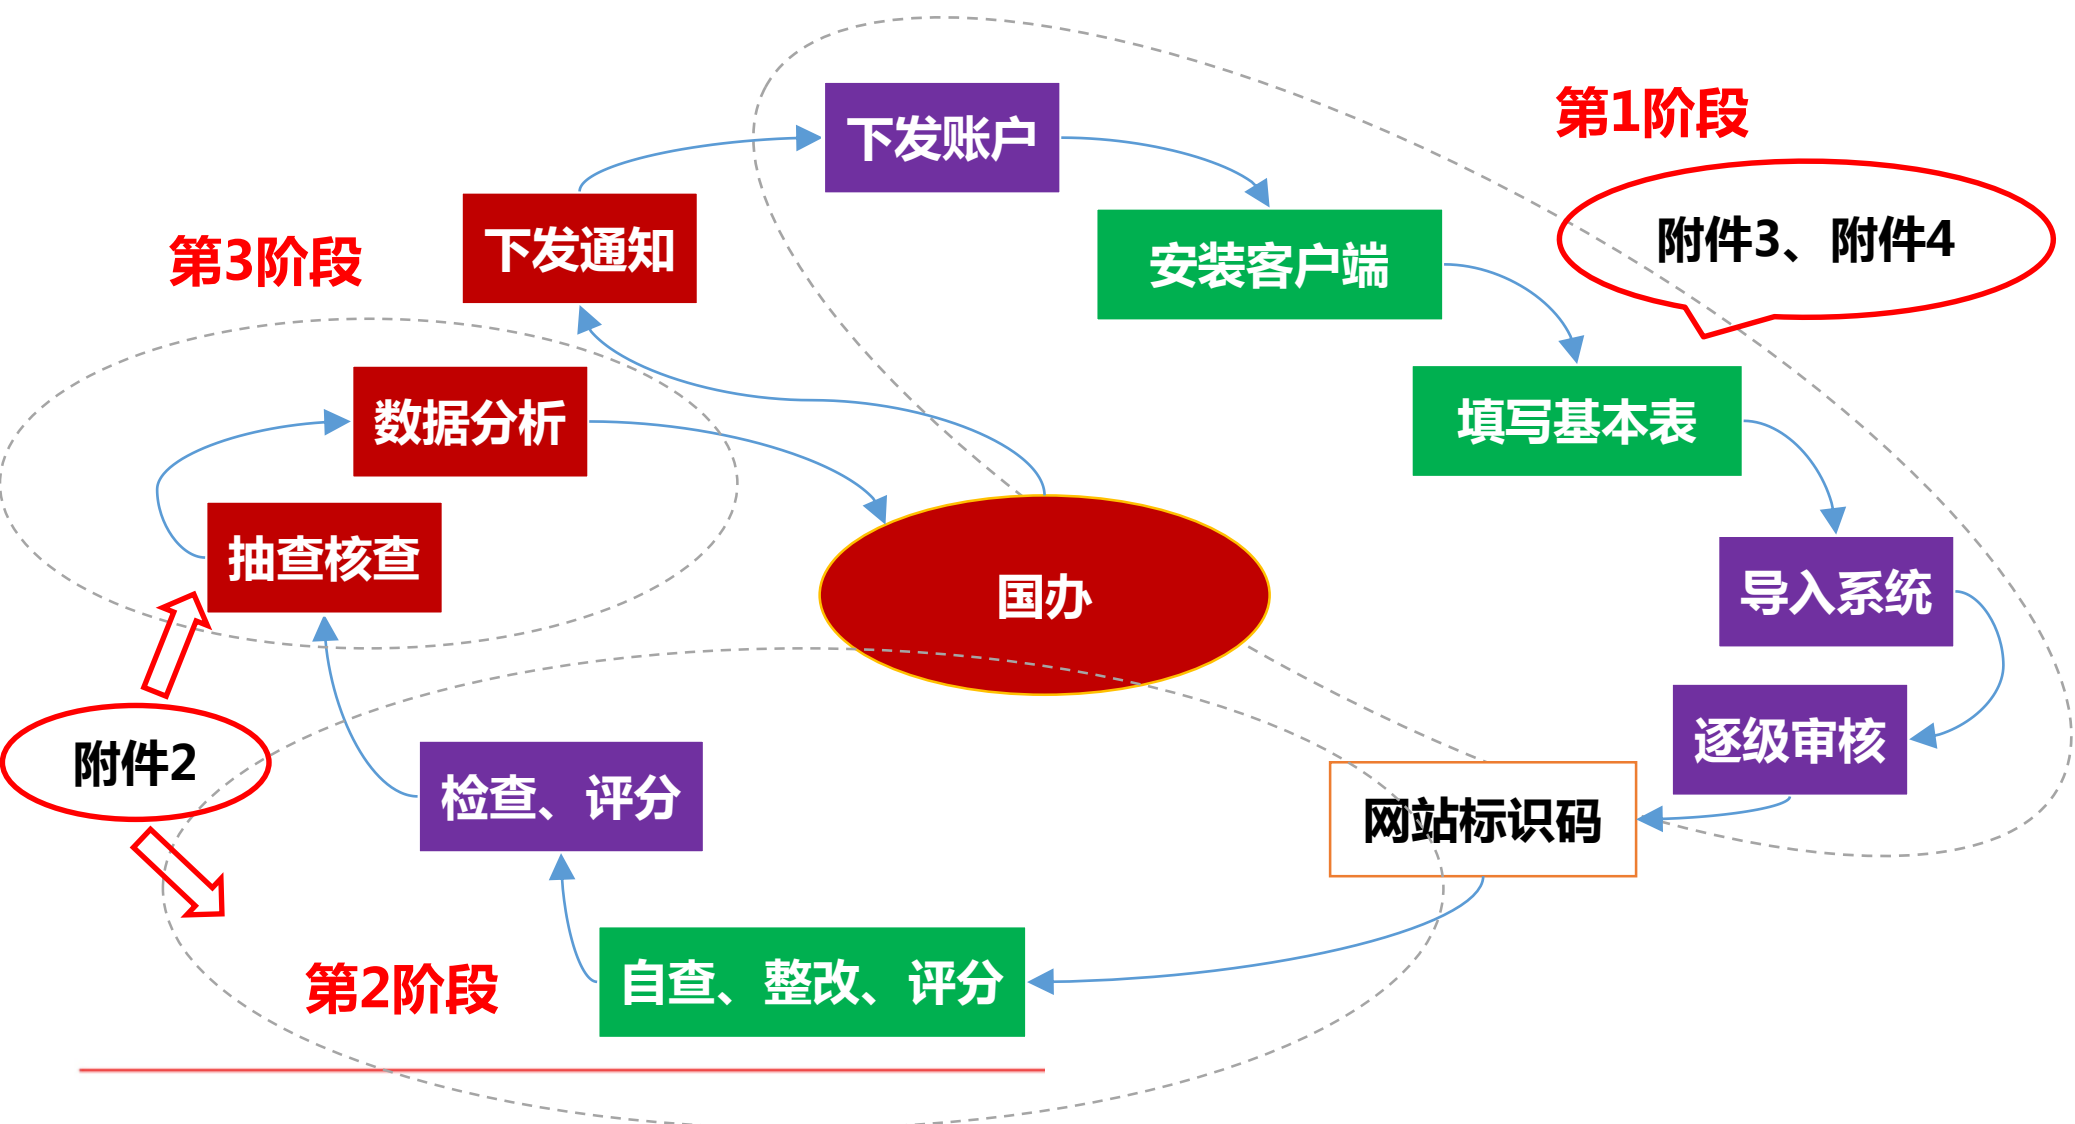 第1阶段
下发账户
附件3、附件4
下发通知
安装客户端
第3阶段
数据分析
填写基本表
抽查核查
国办
导入系统
逐级审核
附件2
检查、评分
网站标识码
自查、整改、评分
第2阶段